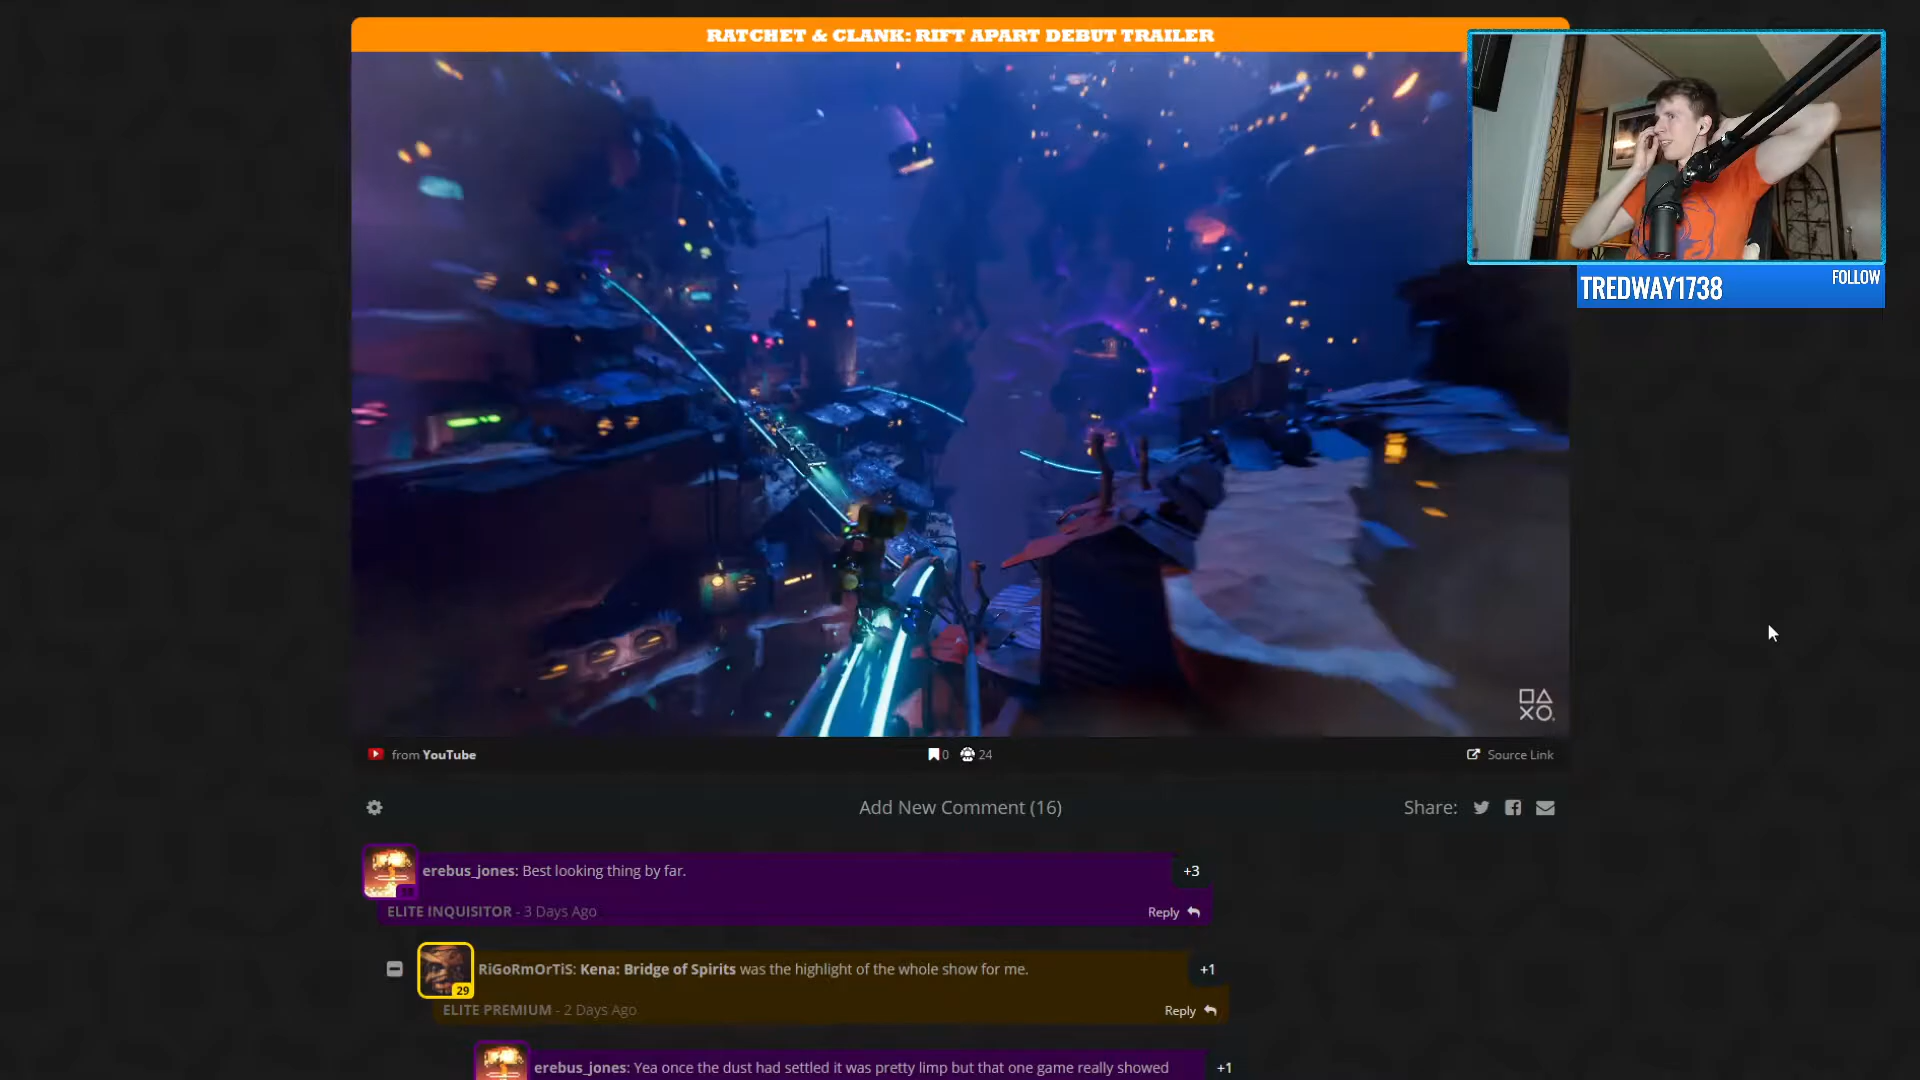 RATCHET & CLANK: RIFT APART DEBUT TRAILER
TREDWAY1738
FOLLOW
from YouTube
0
24
Source Link
Add New Comment (16)
Share:
erebus_jones: Best looking thing by far.
+3
ELITE INQUISITOR - 3 Days Ago
Reply
RiGoRmOrTiS: Kena: Bridge of Spirits was the highlight of the whole show for me.
+1
29
ELITE PREMIUM - 2 Days Ago
Reply
erebus_jones: Yea once the dust had settled it was pretty limp but that one game really showed
+1